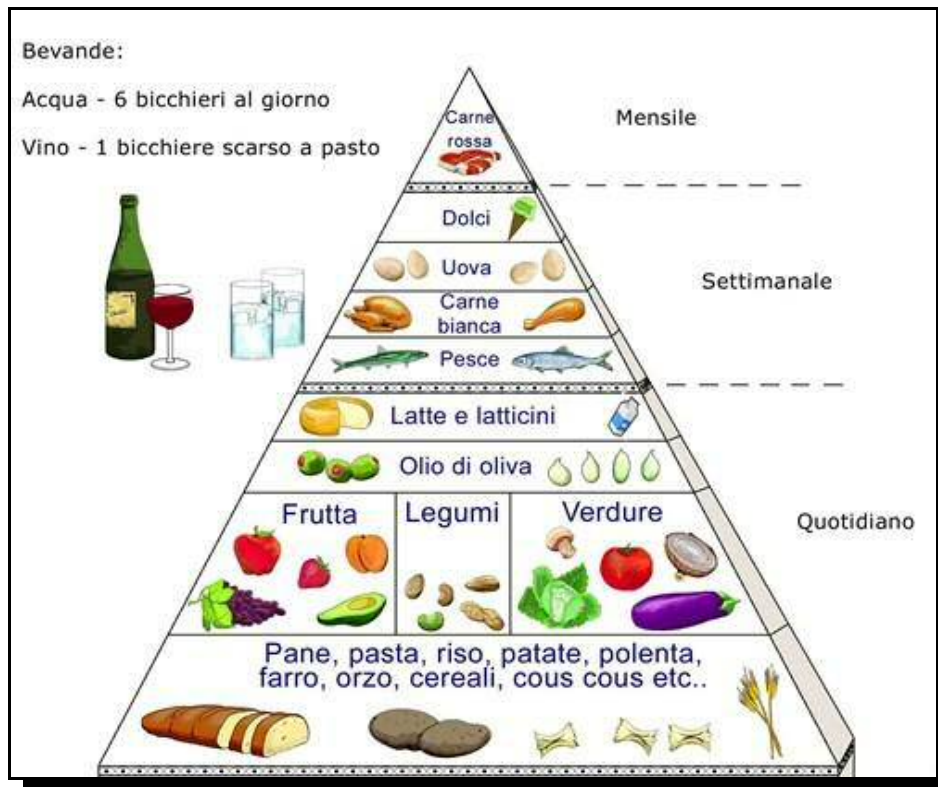 Bevande:
Acqua - 6 bicchieri al giorno
Vino - 1 bicchiere scarso a pasto
Carne
rossa
Mensile
Dolci
Uova
Settimanale
Carne
bianca
Pesce
Latte e latticini
Olio di oliva
Frutta
Legumi
Verdure
Quotidiano
Pane, pasta, riso, patate, polenta,
farro, orzo, cereali, cous cous etc..